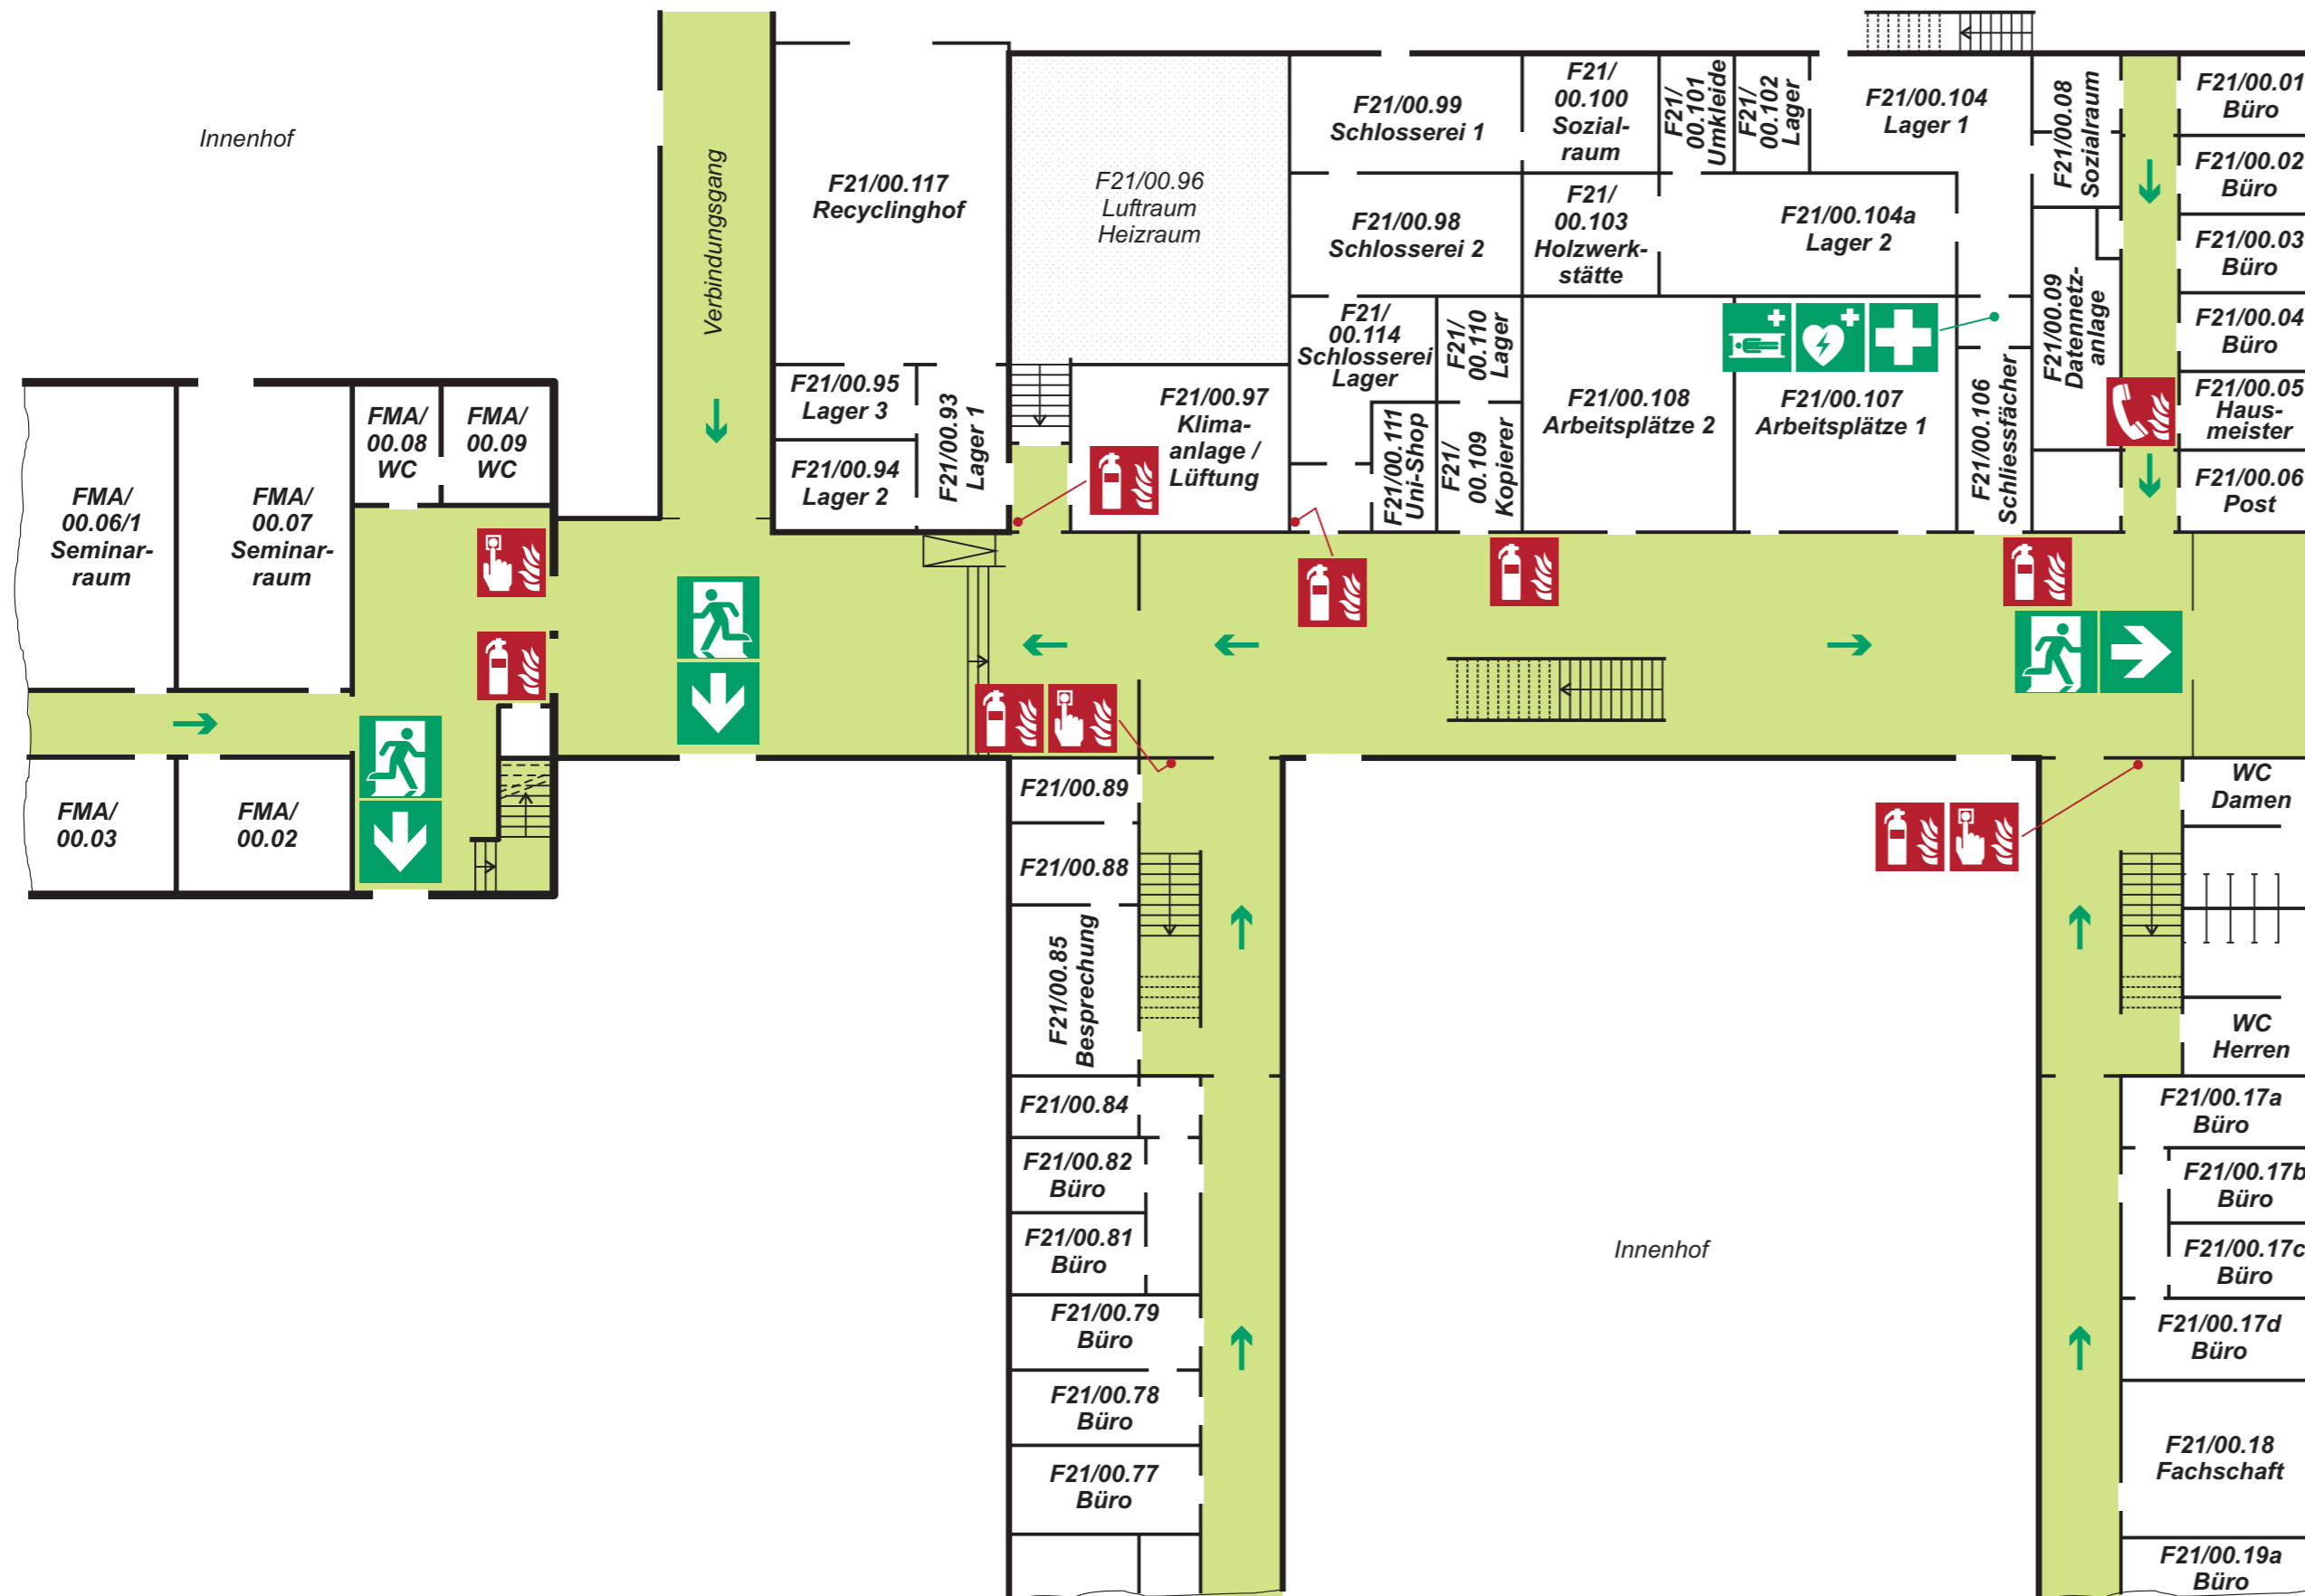 Innenhof
Verbindungsgang
F21/00.117
Recyclinghof
F21/00.96
Luftraum
Heizraum
F21/00.99
Schlosserei 1
F21/
00.100
Sozial-
raum
F21/
00.101
Umkleide
F21/
00.102
Lager
F21/00.104
Lager 1
F21/00.08
Sozialraum
F21/00.01
Büro
F21/00.02
Büro
F21/00.03
Büro
F21/00.04
Büro
F21/00.05
Haus-
meister
F21/00.06
Post
F21/00.98
Schlosserei 2
F21/
00.103
Holzwerk-
stätte
F21/00.104a
Lager 2
F21/00.09
Datennetz-
anlage
F21/
00.114
Schlosserei
Lager
F21/
00.110
Lager
F21/00.108
Arbeitsplätze 2
F21/00.107
Arbeitsplätze 1
F21/00.106
Schliessfächer
F21/00.95
Lager 3
F21/00.94
Lager 2
F21/00.93
Lager 1
F21/00.97
Klima-
anlage /
Lüftung
F21/00.111
Uni-Shop
F21/
00.109
Kopierer
FMA/
00.06/1
Seminar-
raum
FMA/
00.07
Seminar-
raum
FMA/
00.08
WC
FMA/
00.09
WC
FMA/
00.03
FMA/
00.02
F21/00.89
F21/00.88
F21/00.85
Besprechung
F21/00.84
F21/00.82
Büro
F21/00.81
Büro
F21/00.79
Büro
F21/00.78
Büro
F21/00.77
Büro
Innenhof
WC
Damen
WC
Herren
F21/00.17a
Büro
F21/00.17b
Büro
F21/00.17c
Büro
F21/00.17d
Büro
F21/00.18
Fachschaft
F21/00.19a
Büro